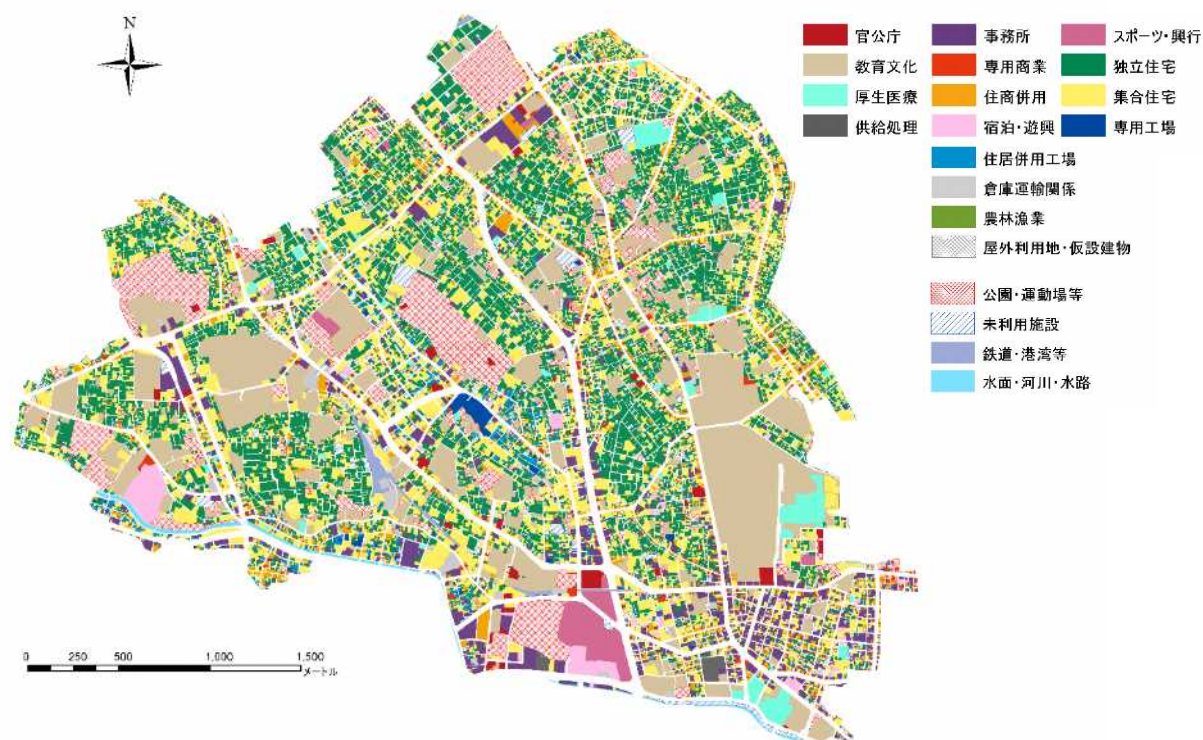 N
官公庁
事務所
スポーツ・興行
教育文化
専用商業
独立住宅
厚生医療
住商併用
集合住宅
供給処理
宿泊・遊興
専用工場
住居併用工場
倉庫運輸関係
農林漁業
屋外利用地・仮設建物
公園・運動場等
未利用施設
鉄道・港湾等
水面・河川・水路
0 250 500 1,000 1,500
メートル